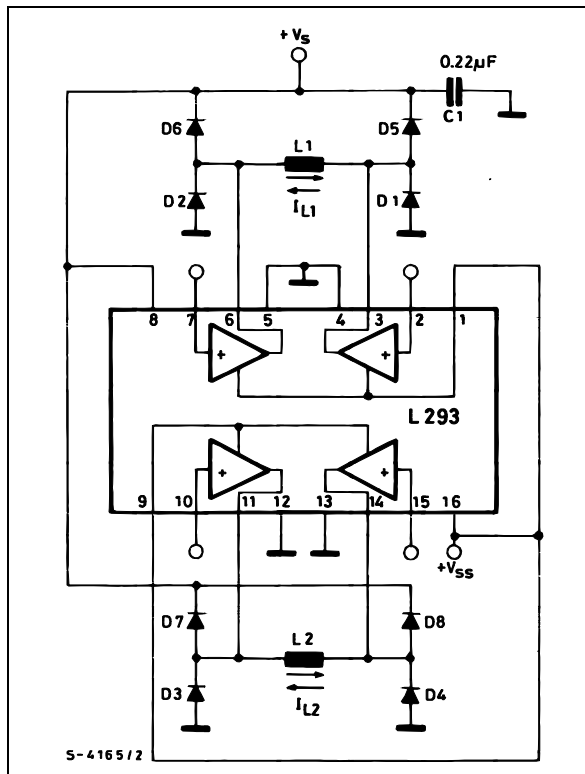 +Vs
0.22µF
C1
D6
L1
D5
D2
IL1
D1
8 7 6 5 4 3 2 1
+ +
L 293
+ +
9 10 11 12 13 14 15 16
+Vss
D7
L2
D8
D3
IL2
D4
S-4165/2